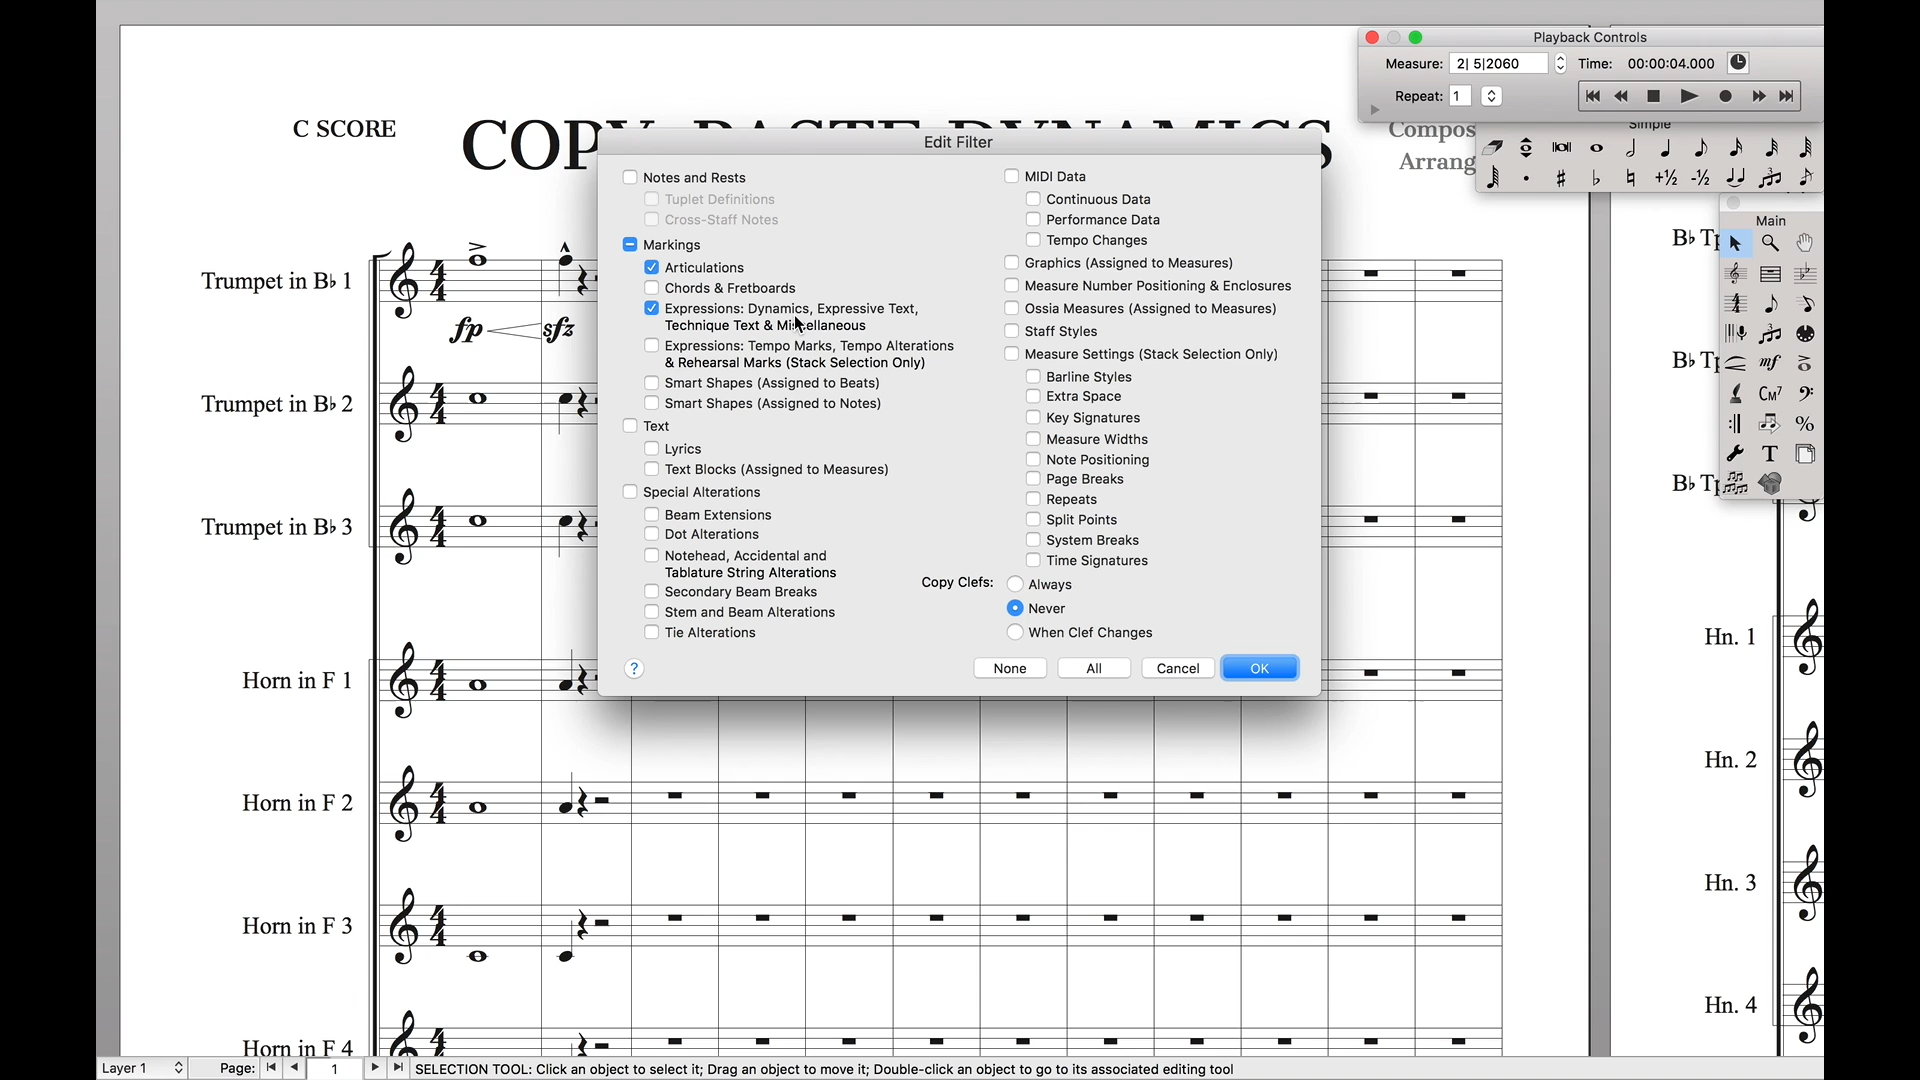 Playback Controls
Measure: 2| 5|2060 Time: 00:00:04.000
Repeat: 1
Simple
+½ -½
Main
mf
CM7
%
T
C SCORE
COPY
Compos
Arrang
Edit Filter
Notes and Rests
Tuplet Definitions
Cross-Staff Notes
Markings
Articulations
Chords & Fretboards
Expressions: Dynamics, Expressive Text,
Technique Text & Miscellaneous
Expressions: Tempo Marks, Tempo Alterations
& Rehearsal Marks (Stack Selection Only)
Smart Shapes (Assigned to Beats)
Smart Shapes (Assigned to Notes)
Text
Lyrics
Text Blocks (Assigned to Measures)
Special Alterations
Beam Extensions
Dot Alterations
Notehead, Accidental and
Tablature String Alterations
Secondary Beam Breaks
Stem and Beam Alterations
Tie Alterations
MIDI Data
Continuous Data
Performance Data
Tempo Changes
Graphics (Assigned to Measures)
Measure Number Positioning & Enclosures
Ossia Measures (Assigned to Measures)
Staff Styles
Measure Settings (Stack Selection Only)
Barline Styles
Extra Space
Key Signatures
Measure Widths
Note Positioning
Page Breaks
Repeats
Split Points
System Breaks
Time Signatures
Copy Clefs: Always
Never
When Clef Changes
? None All Cancel OK
Trumpet in B♭ 1
fp sfz
Trumpet in B♭ 2
Trumpet in B♭ 3
Horn in F 1
Horn in F 2
Horn in F 3
Horn in F 4
B♭ Tp
B♭ Tp
B♭ Tp
Hn. 1
Hn. 2
Hn. 3
Hn. 4
Layer 1 Page: 1 SELECTION TOOL: Click an object to select it; Drag an object to move it; Double-click an object to go to its associated editing tool